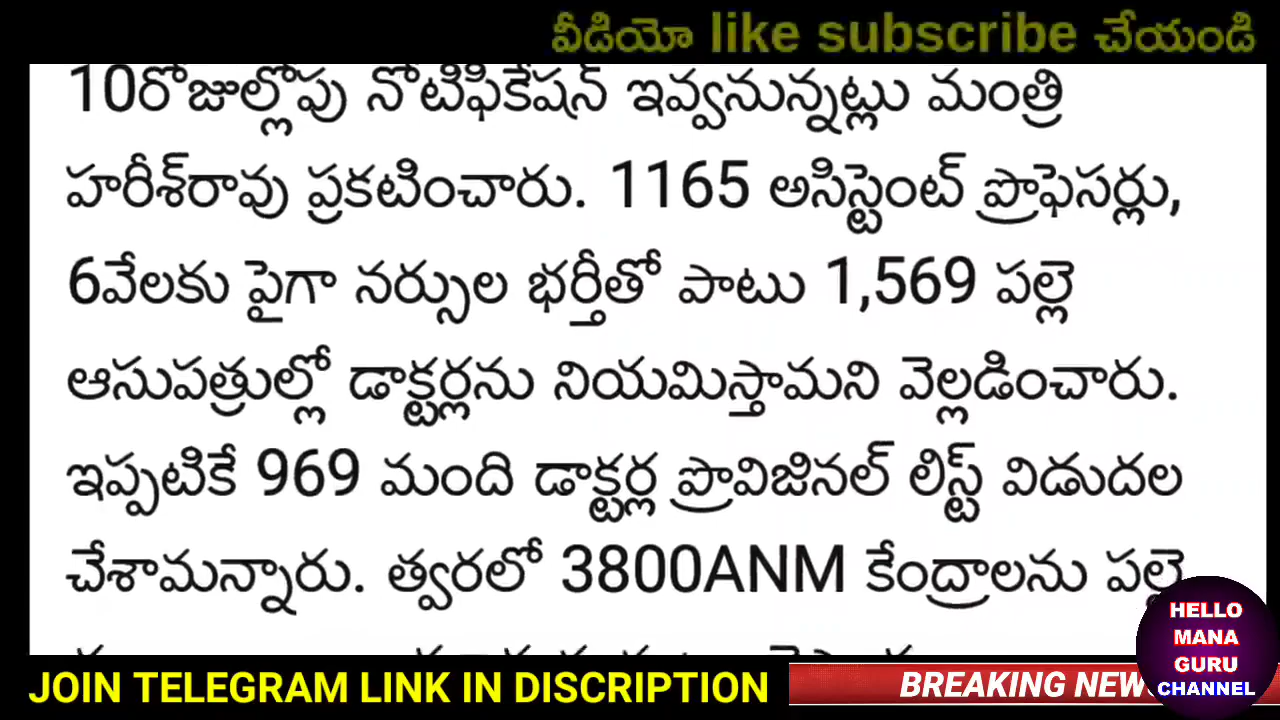 వీడియో like subscribe చేయండి
10రోజుల్లోపు నోటిఫికేషన్ ఇవ్వనున్నట్లు మంత్రి
హరీశ్‌రావు ప్రకటించారు. 1165 అసిస్టెంట్ ప్రొఫెసర్లు,
6వేలకు పైగా నర్సుల భర్తీతో పాటు 1,569 పల్లె
ఆసుపత్రుల్లో డాక్టర్లను నియమిస్తామని వెల్లడించారు.
ఇప్పటికే 969 మంది డాక్టర్ల ప్రొవిజినల్ లిస్ట్ విడుదల
చేశామన్నారు. త్వరలో 3800ANM కేంద్రాలను పల్లె
HELLO
MANA
GURU
CHANNEL
JOIN TELEGRAM LINK IN DISCRIPTION
BREAKING NEW